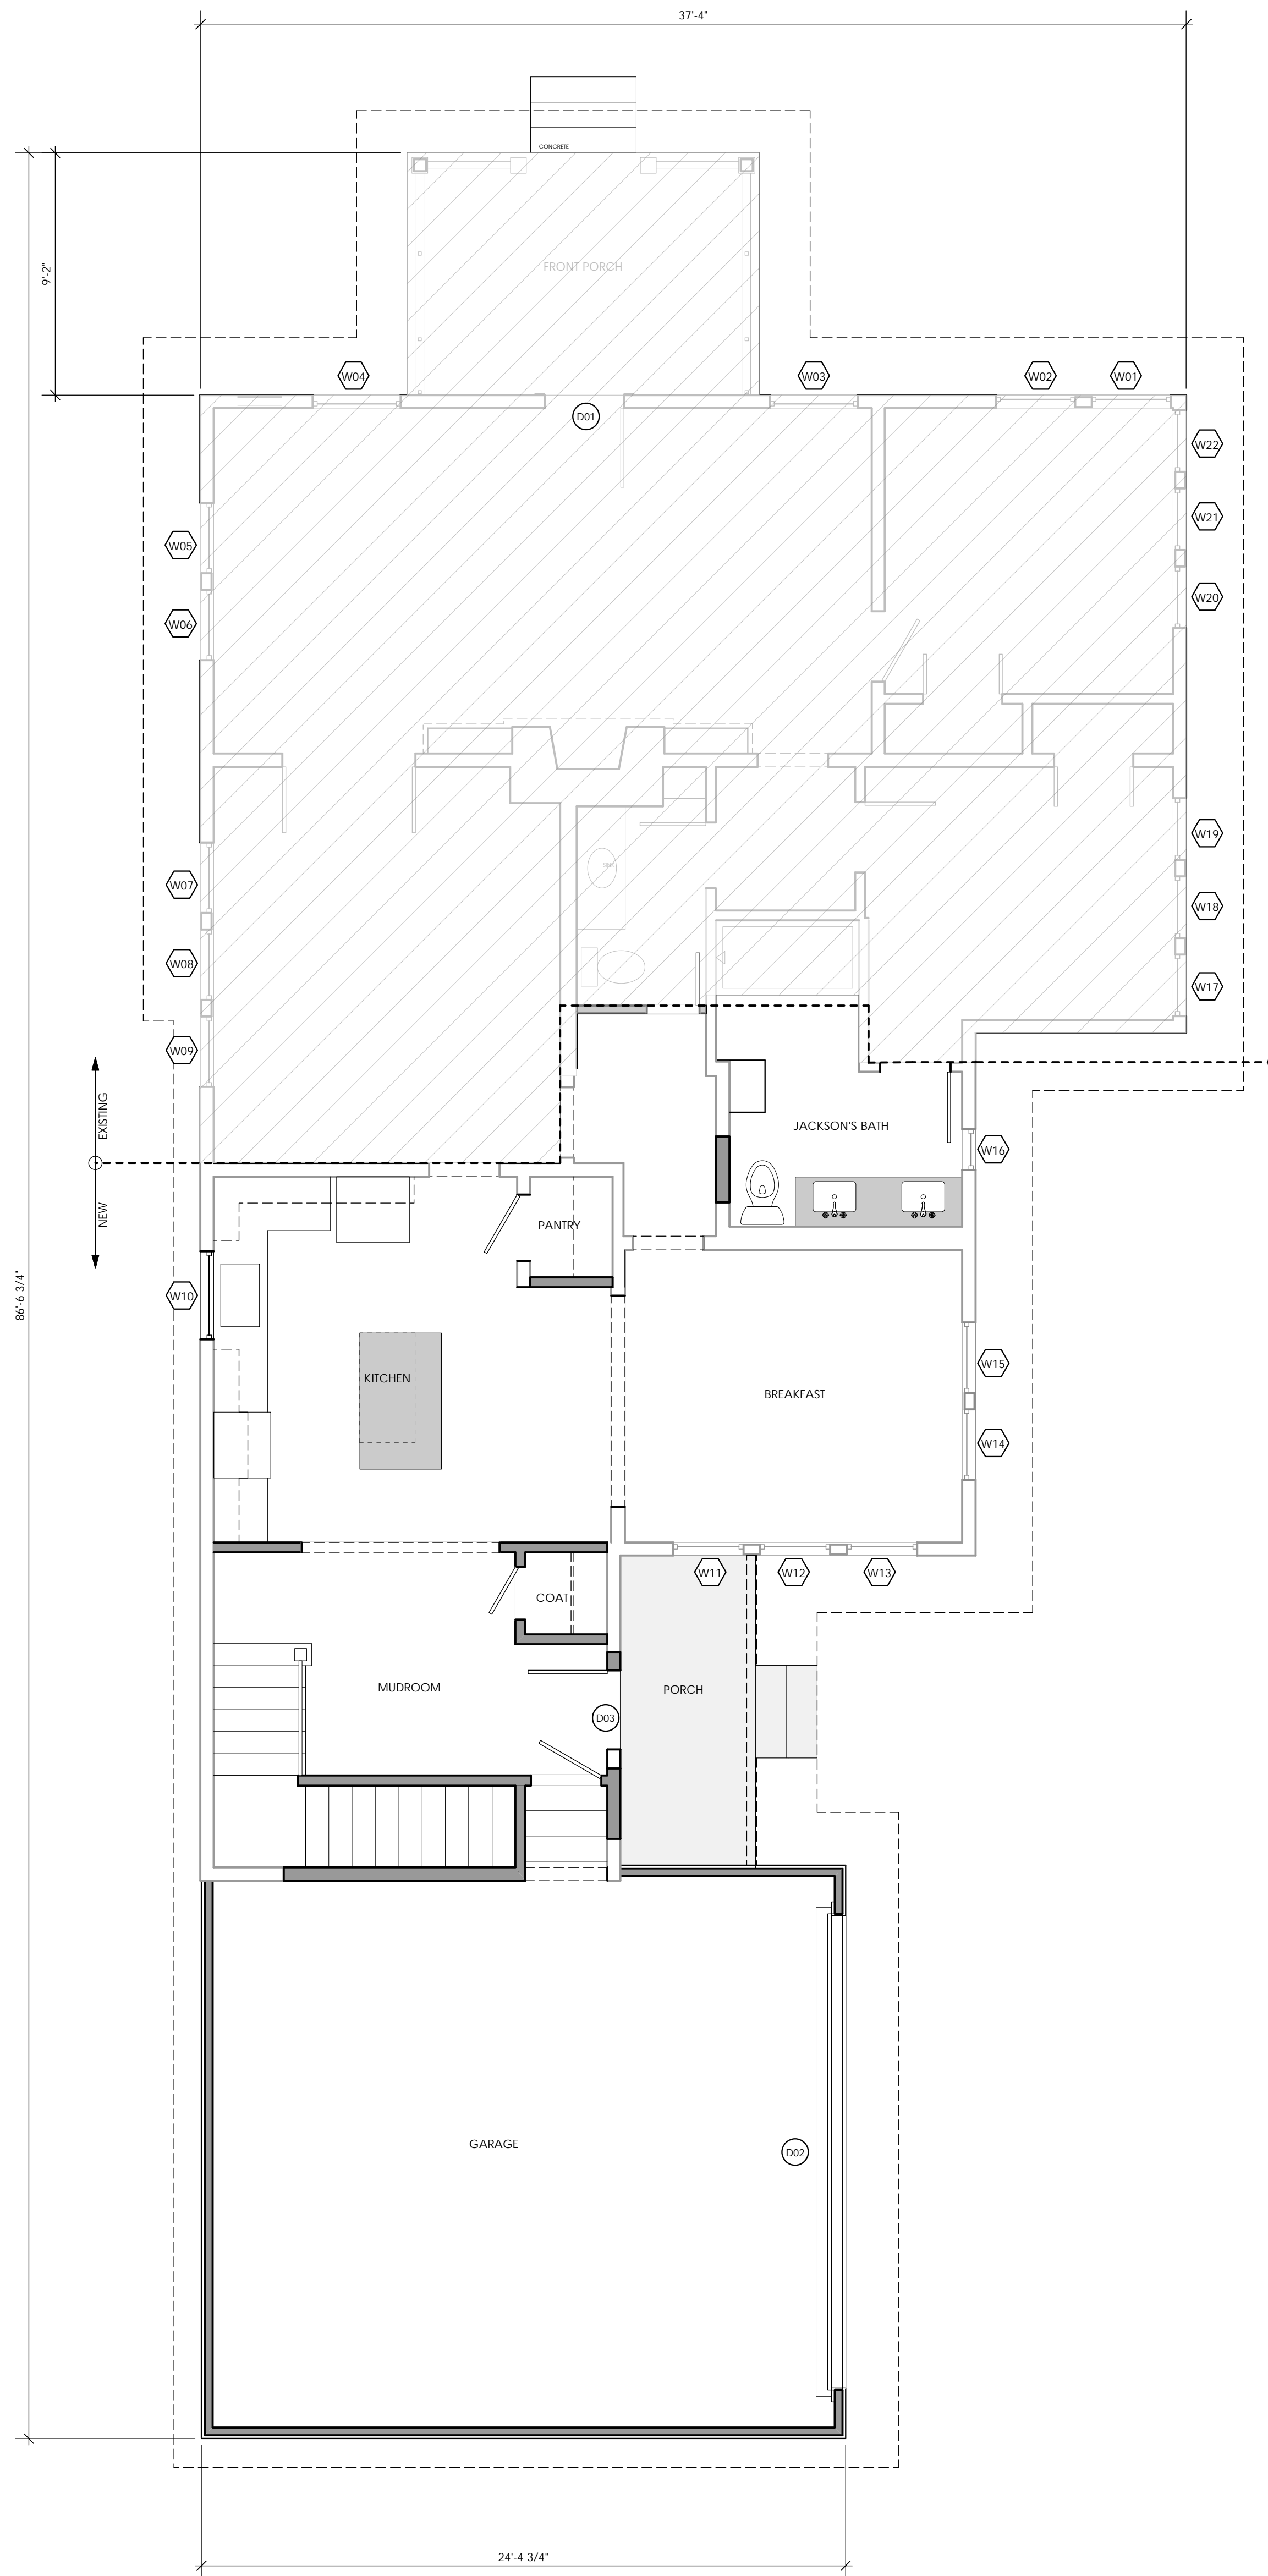 37'-4"
CONCRETE
9'-2"
FRONT PORCH
W04
W03
W02
W01
D01
W22
W21
W20
W05
W06
W19
W18
W17
W07
W08
W09
EXISTING
NEW
JACKSON'S BATH
W16
PANTRY
W10
86'-6 3/4"
KITCHEN
BREAKFAST
W15
W14
W11
W12
W13
COAT
MUDROOM
PORCH
D03
GARAGE
D02
24'-4 3/4"